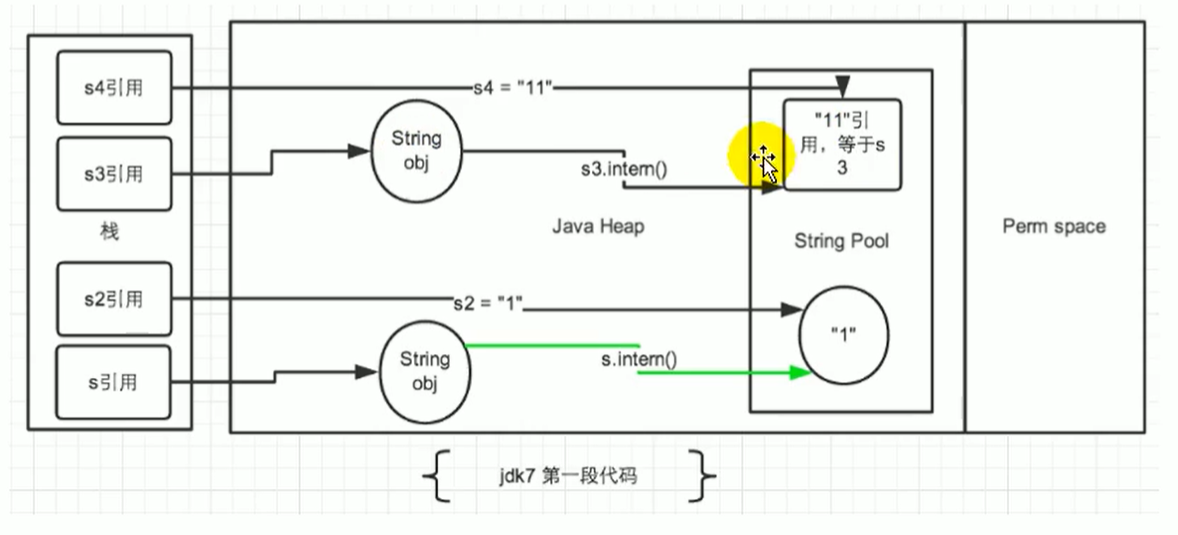 s4引用
s4 = "11"
"11"引
用，等于s
3
String
obj
s3引用
s3.intern()
栈
Java Heap
String Pool
Perm space
s2引用
s2 = "1"
"1"
String
obj
s.intern()
s引用
jdk7 第一段代码